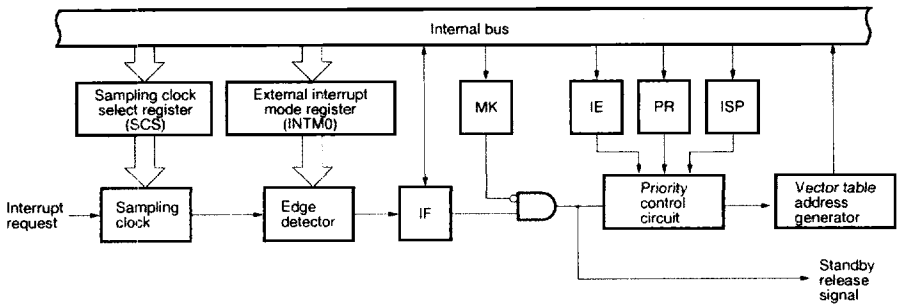 Internal bus
Sampling clock
select register
(SCS)
External interrupt
mode register
(INTM0)
MK
IE
PR
ISP
Interrupt
request
Sampling
clock
Edge
detector
IF
Priority
control
circuit
Vector table
address
generator
Standby
release
signal